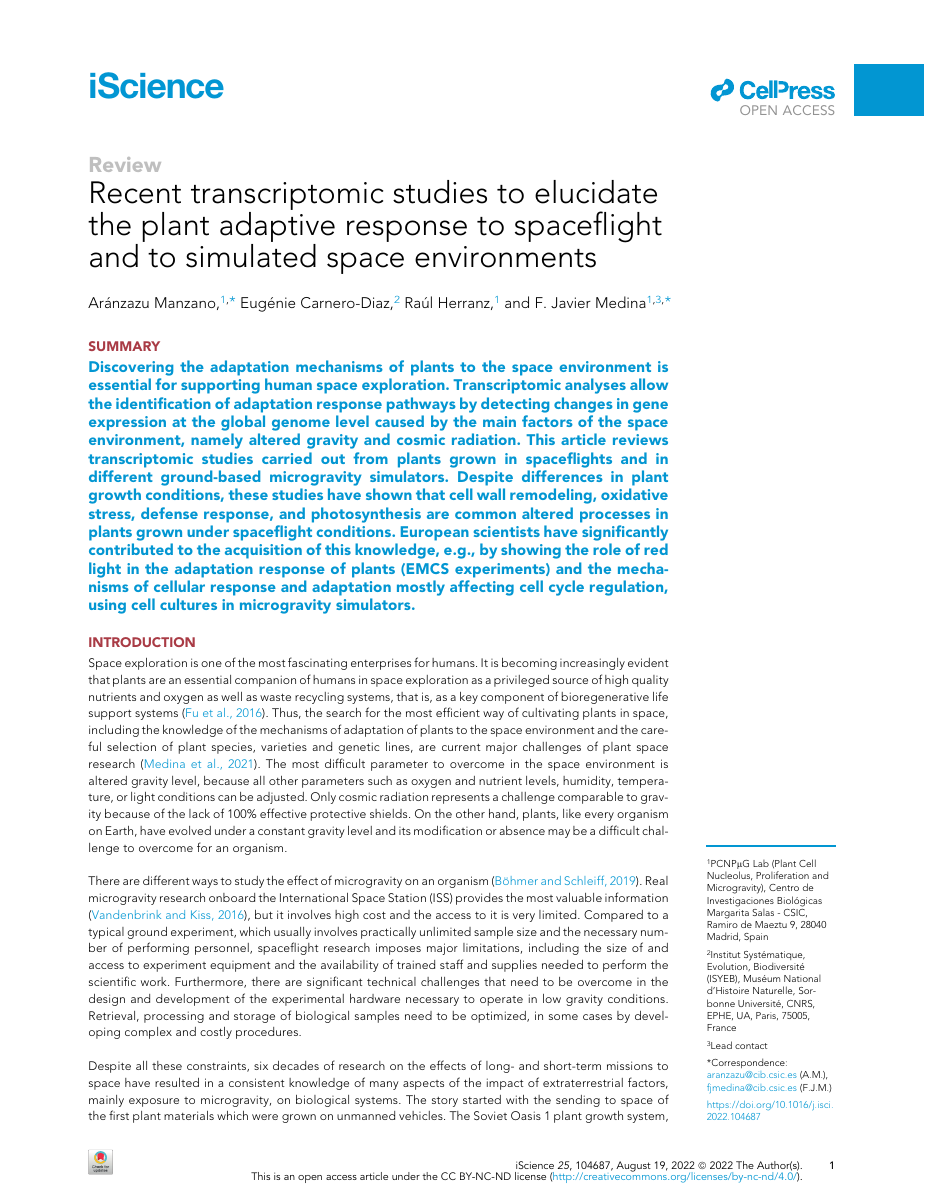 iScience
CellPress
OPEN ACCESS
Review
Recent transcriptomic studies to elucidate
the plant adaptive response to spaceflight
and to simulated space environments
Aránzazu Manzano,1,* Eugénie Carnero-Diaz,2 Raúl Herranz,1 and F. Javier Medina1,3,*
SUMMARY
Discovering the adaptation mechanisms of plants to the space environment is
essential for supporting human space exploration. Transcriptomic analyses allow
the identification of adaptation response pathways by detecting changes in gene
expression at the global genome level caused by the main factors of the space
environment, namely altered gravity and cosmic radiation. This article reviews
transcriptomic studies carried out from plants grown in spaceflights and in
different ground-based microgravity simulators. Despite differences in plant
growth conditions, these studies have shown that cell wall remodeling, oxidative
stress, defense response, and photosynthesis are common altered processes in
plants grown under spaceflight conditions. European scientists have significantly
contributed to the acquisition of this knowledge, e.g., by showing the role of red
light in the adaptation response of plants (EMCS experiments) and the mecha-
nisms of cellular response and adaptation mostly affecting cell cycle regulation,
using cell cultures in microgravity simulators.
INTRODUCTION
Space exploration is one of the most fascinating enterprises for humans. It is becoming increasingly evident
that plants are an essential companion of humans in space exploration as a privileged source of high quality
nutrients and oxygen as well as waste recycling systems, that is, as a key component of bioregenerative life
support systems (Fu et al., 2016). Thus, the search for the most efficient way of cultivating plants in space,
including the knowledge of the mechanisms of adaptation of plants to the space environment and the care-
ful selection of plant species, varieties and genetic lines, are current major challenges of plant space
research (Medina et al., 2021). The most difficult parameter to overcome in the space environment is
altered gravity level, because all other parameters such as oxygen and nutrient levels, humidity, tempera-
ture, or light conditions can be adjusted. Only cosmic radiation represents a challenge comparable to grav-
ity because of the lack of 100% effective protective shields. On the other hand, plants, like every organism
on Earth, have evolved under a constant gravity level and its modification or absence may be a difficult chal-
lenge to overcome for an organism.
There are different ways to study the effect of microgravity on an organism (Böhmer and Schleiff, 2019). Real
microgravity research onboard the International Space Station (ISS) provides the most valuable information
(Vandenbrink and Kiss, 2016), but it involves high cost and the access to it is very limited. Compared to a
typical ground experiment, which usually involves practically unlimited sample size and the necessary num-
ber of performing personnel, spaceflight research imposes major limitations, including the size of and
access to experiment equipment and the availability of trained staff and supplies needed to perform the
scientific work. Furthermore, there are significant technical challenges that need to be overcome in the
design and development of the experimental hardware necessary to operate in low gravity conditions.
Retrieval, processing and storage of biological samples need to be optimized, in some cases by devel-
oping complex and costly procedures.
Despite all these constraints, six decades of research on the effects of long- and short-term missions to
space have resulted in a consistent knowledge of many aspects of the impact of extraterrestrial factors,
mainly exposure to microgravity, on biological systems. The story started with the sending to space of
the first plant materials which were grown on unmanned vehicles. The Soviet Oasis 1 plant growth system,
1PCNPµG Lab (Plant Cell
Nucleolus, Proliferation and
Microgravity), Centro de
Investigaciones Biológicas
Margarita Salas - CSIC,
Ramiro de Maeztu 9, 28040
Madrid, Spain
2Institut Systématique,
Evolution, Biodiversité
(ISYEB), Muséum National
d'Histoire Naturelle, Sor-
bonne Université, CNRS,
EPHE, UA, Paris, 75005,
France
3Lead contact
*Correspondence:
aranzazu@cib.csic.es (A.M.),
fjmedina@cib.csic.es (F.J.M.)
https://doi.org/10.1016/j.isci.
2022.104687
Check for
updates
iScience 25, 104687, August 19, 2022 © 2022 The Author(s). 1
This is an open access article under the CC BY-NC-ND license (http://creativecommons.org/licenses/by-nc-nd/4.0/).